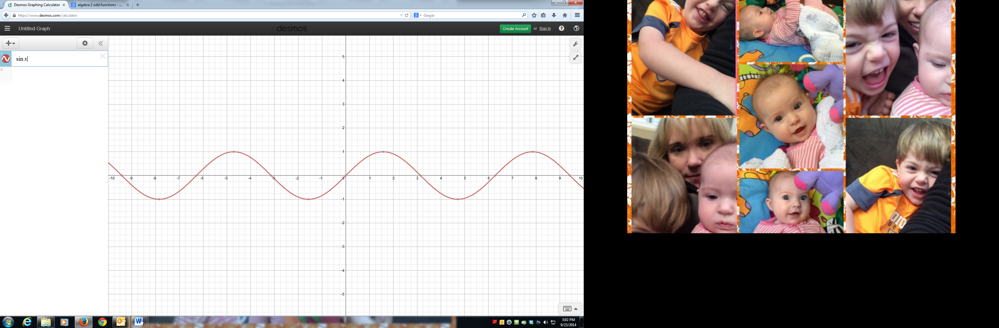 Desmos Graphing Calculator
algebra 2 odd functions - ...
https://www.desmos.com/calculator
Google
Untitled Graph
desmos
Create Account or Sign In
1
sin x
2
5
4
3
2
1
-10 -9 -8 -7 -6 -5 -4 -3 -2 -1 0 1 2 3 4 5 6 7 8 9 10
-1
-2
-3
-4
-5
3:02 PM
9/23/2014